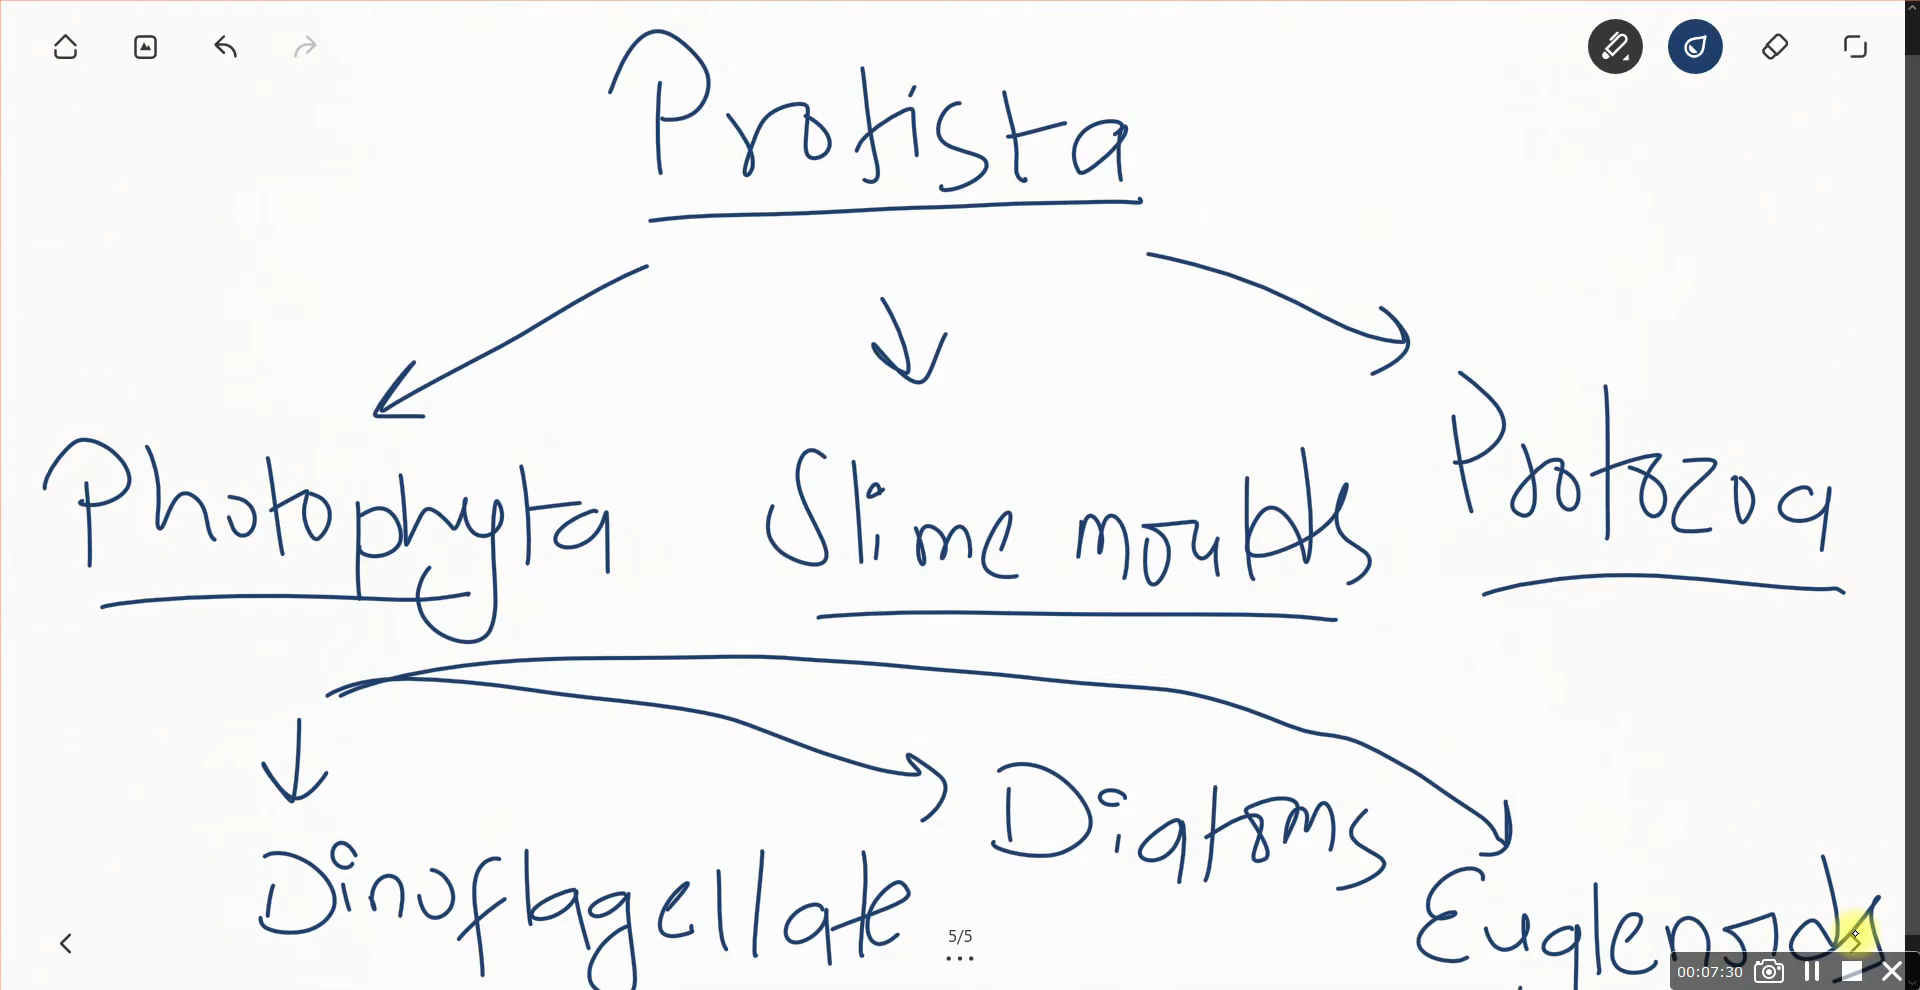 Protista
Photophyta Slime moulds Protozoa
Diatoms
Dinoflagellate Euglenoids
5/5
00:07:30